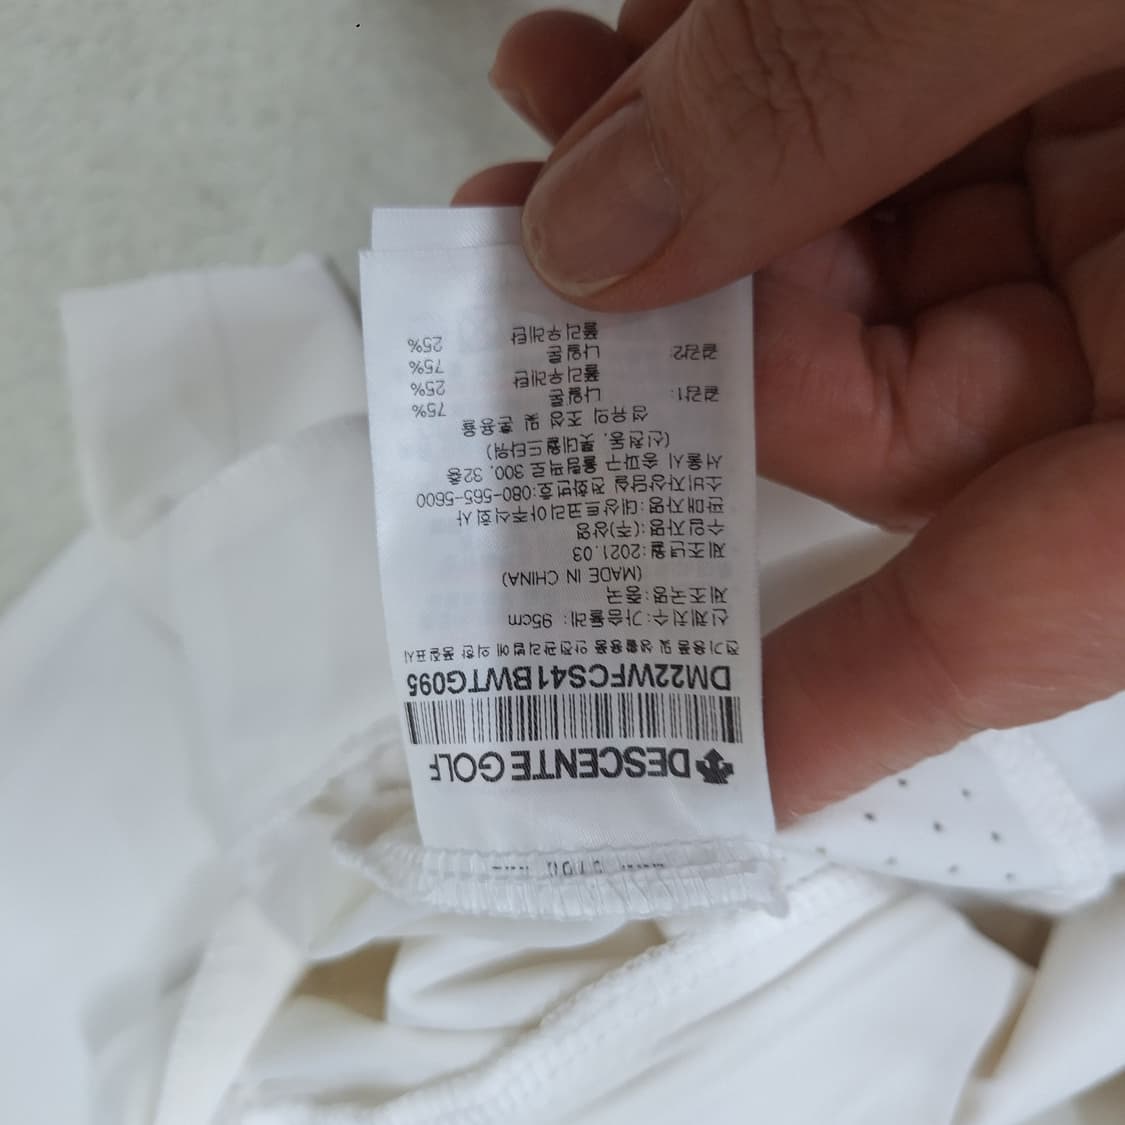 DESCENTE GOLF
DM22WFCS41BWTG095
전기용품 및 생활용품 안전관리법에 의한 품질표시
신체치수: 가슴둘레: 95cm
제조국명: 중국
(MADE IN CHINA)
제조년월: 2021.03
수입자명: (주)상영
판매자명: 데상트코리아주식회사
소비자상담실 전화번호: 080-565-5600
서울시 송파구 올림픽로 300, 32층
(신천동, 롯데월드타워)
섬유의 조성 및 혼용율
겉감1: 나일론 75%
폴리우레탄 25%
겉감2: 나일론 75%
폴리우레탄 25%